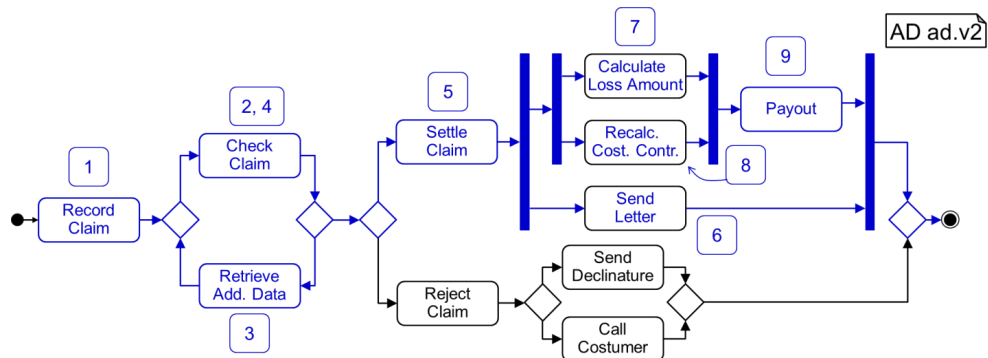 AD ad.v2
7
Calculate
Loss Amount
9
Payout
2, 4
Check
Claim
5
Settle
Claim
Recalc.
Cost. Contr.
8
1
Record
Claim
Send
Letter
6
Retrieve
Add. Data
3
Reject
Claim
Send
Declinature
Call
Costumer